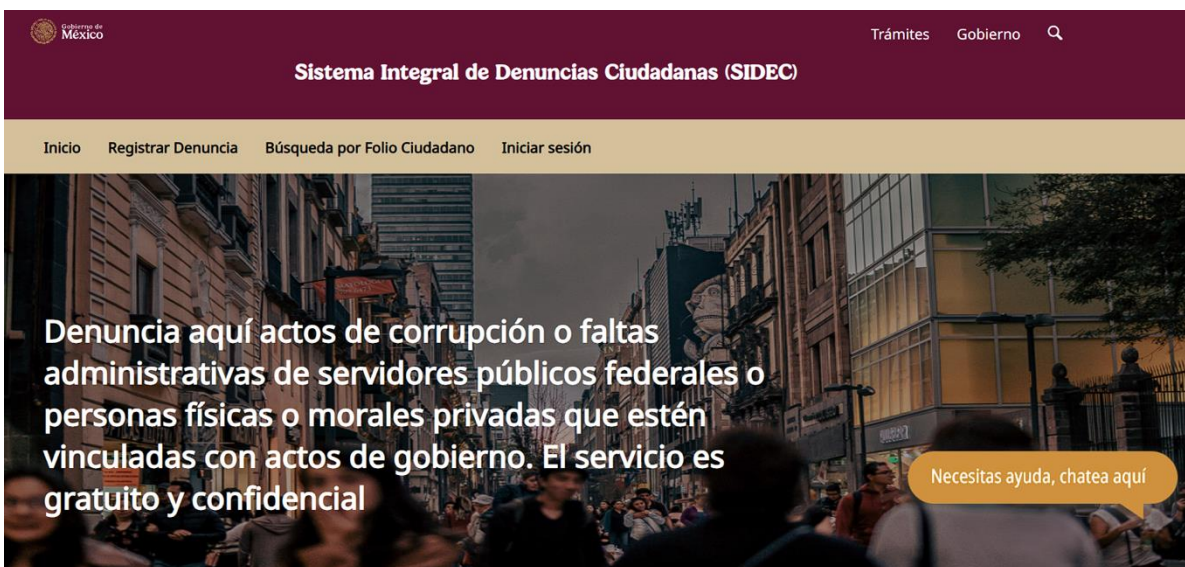 Gobierno de
México
Trámites Gobierno
Sistema Integral de Denuncias Ciudadanas (SIDEC)
Inicio Registrar Denuncia Búsqueda por Folio Ciudadano Iniciar sesión
Denuncia aquí actos de corrupción o faltas
administrativas de servidores públicos federales o
personas físicas o morales privadas que estén
vinculadas con actos de gobierno. El servicio es
gratuito y confidencial
Necesitas ayuda, chatea aquí